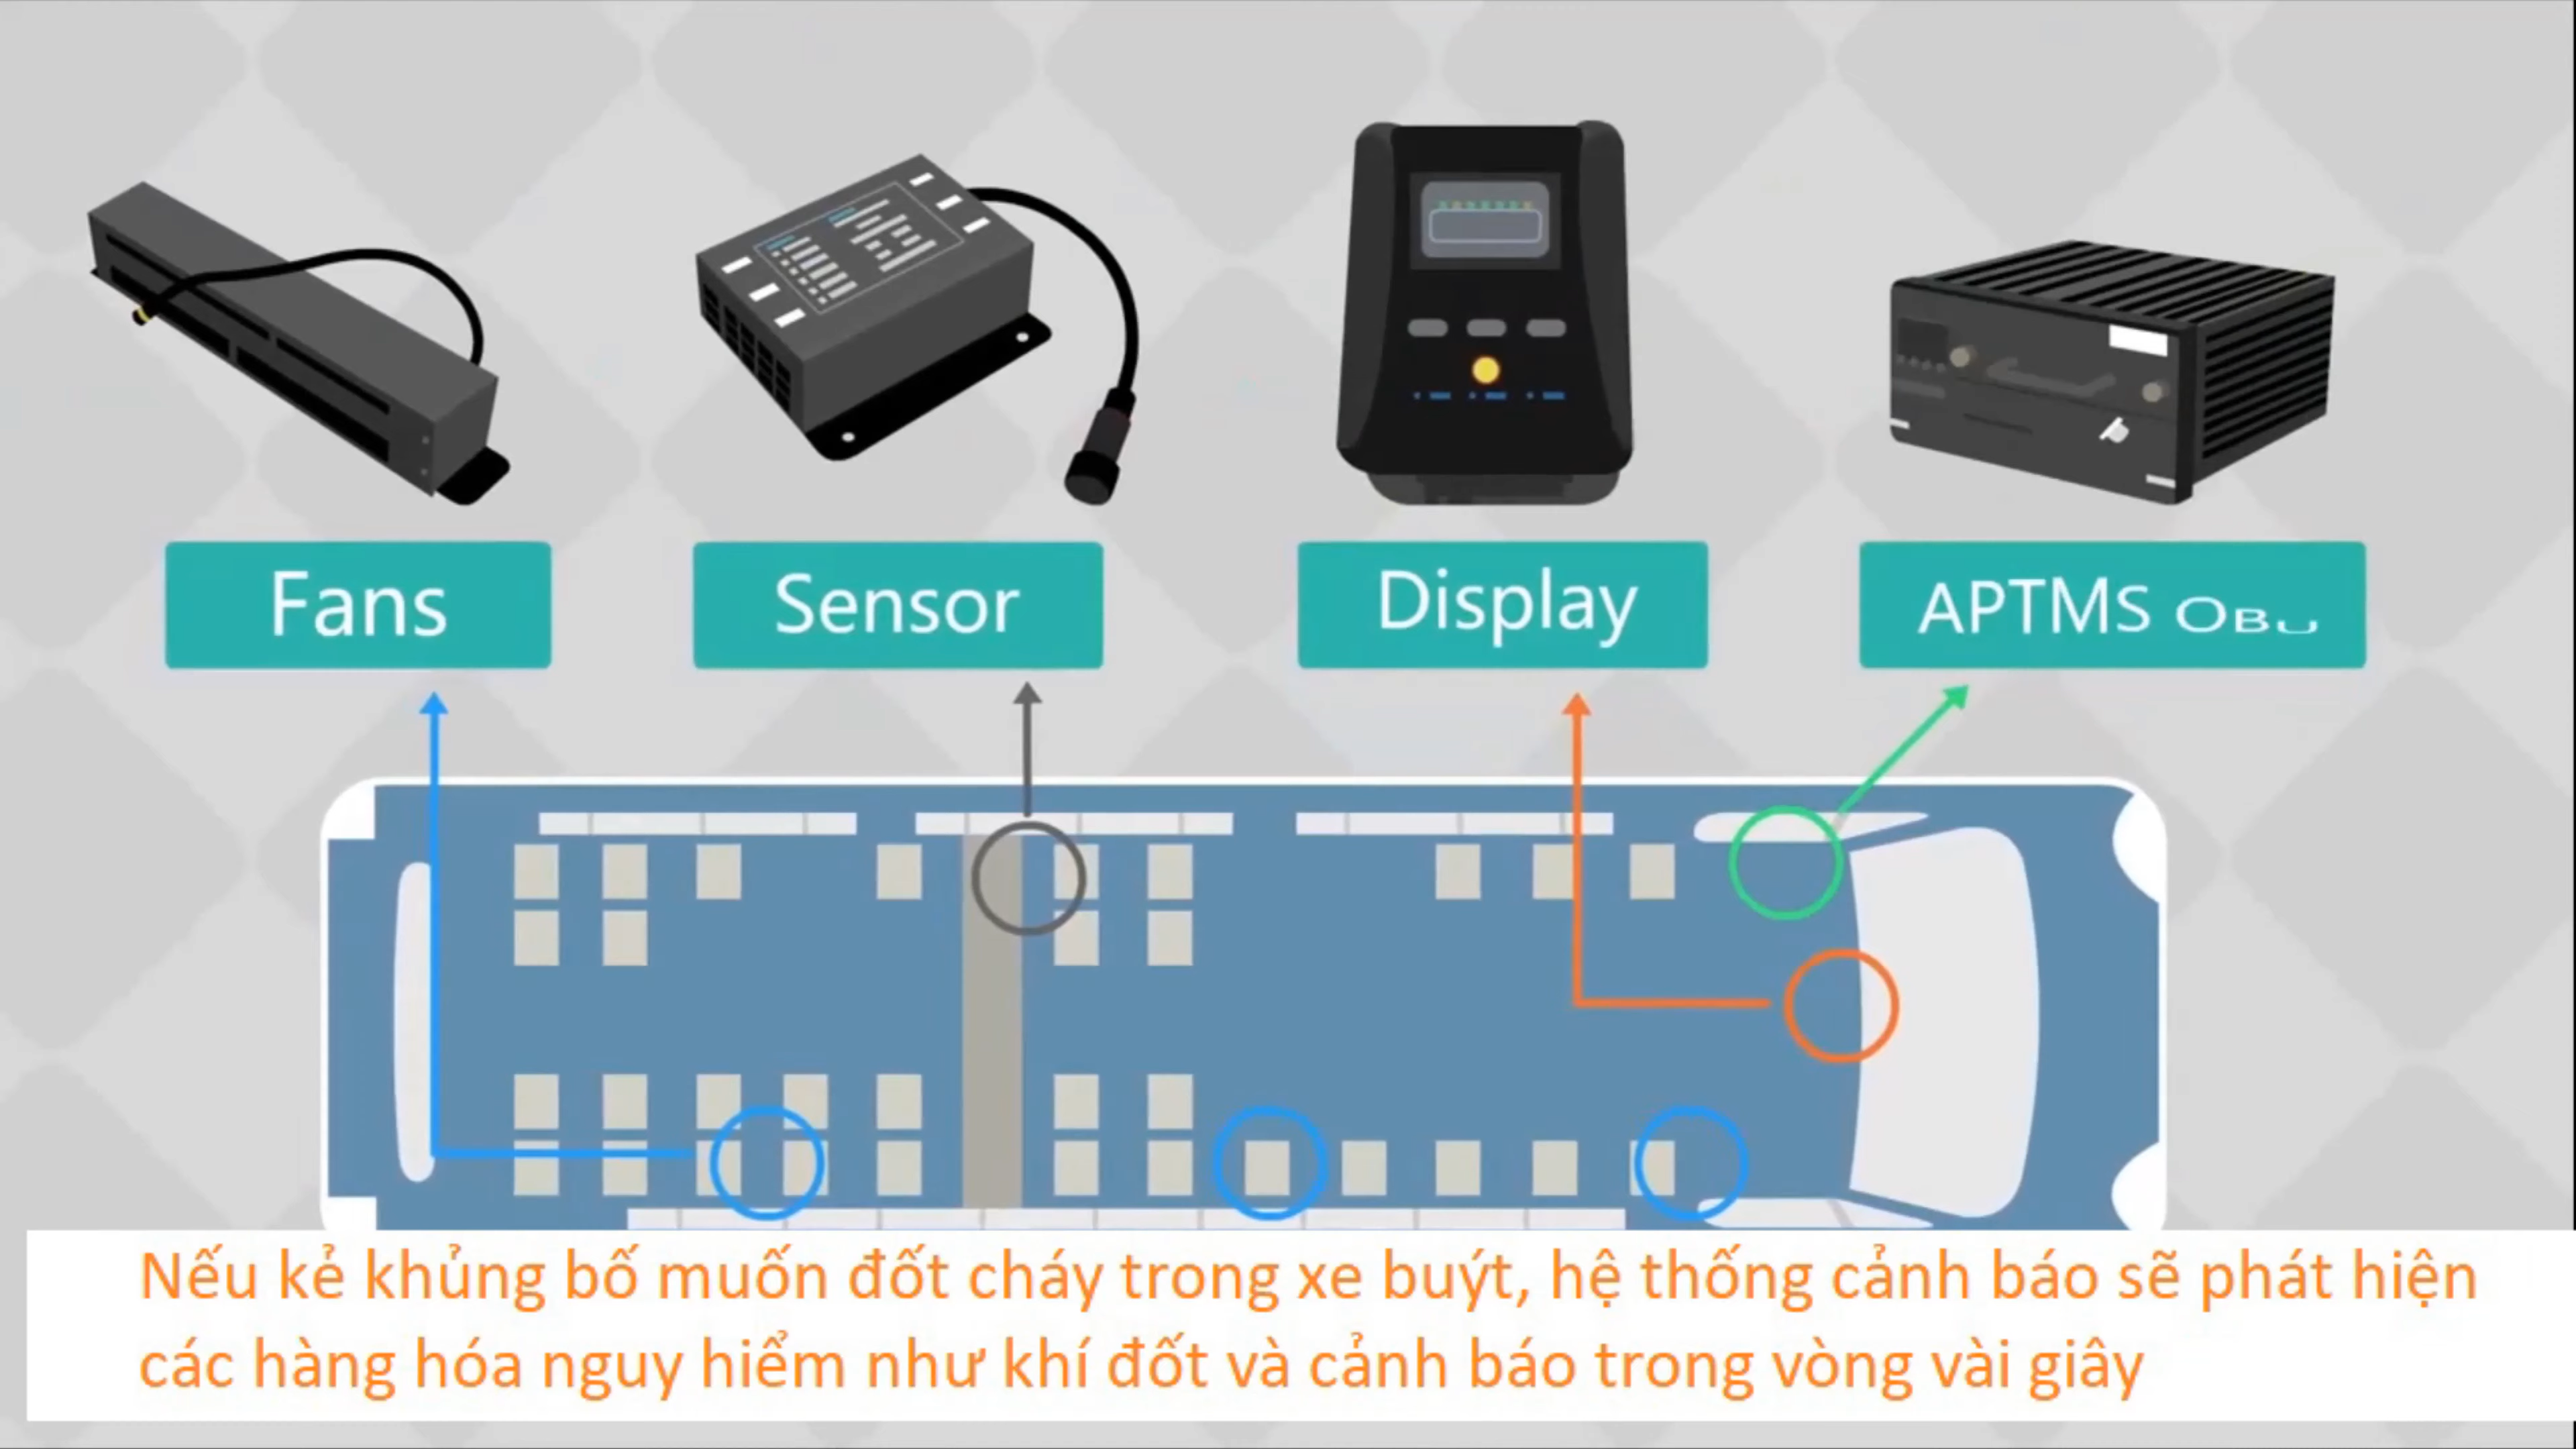 Fans
Sensor
Display
APTMS OBU
Nếu kẻ khủng bố muốn đốt cháy trong xe buýt, hệ thống cảnh báo sẽ phát hiện
các hàng hóa nguy hiểm như khí đốt và cảnh báo trong vòng vài giây